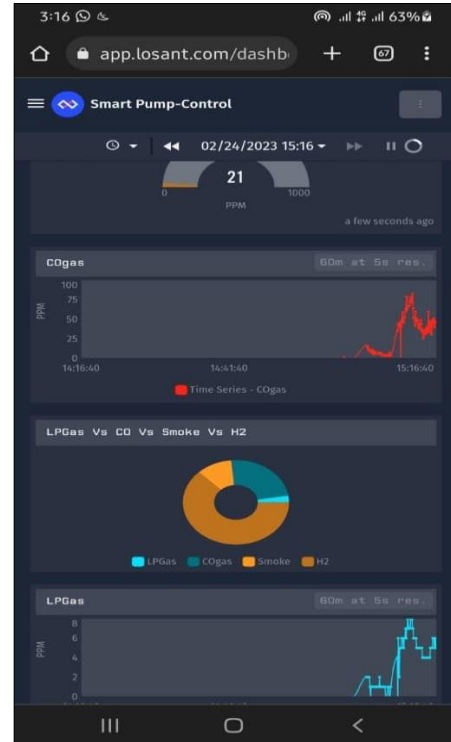 3:16 4G 63%
app.losant.com/dashb 67
Smart Pump-Control
02/24/2023 15:16
21
0 1000
PPM
a few seconds ago
COgas 60m at 5s res.
100
75
50
25
0
PPM
14:16:40 14:41:40 15:16:40
Time Series - COgas
LPGas Vs CO Vs Smoke Vs H2
LPGas COgas Smoke H2
LPGas 60m at 5s res.
8
6
4
2
0
PPM